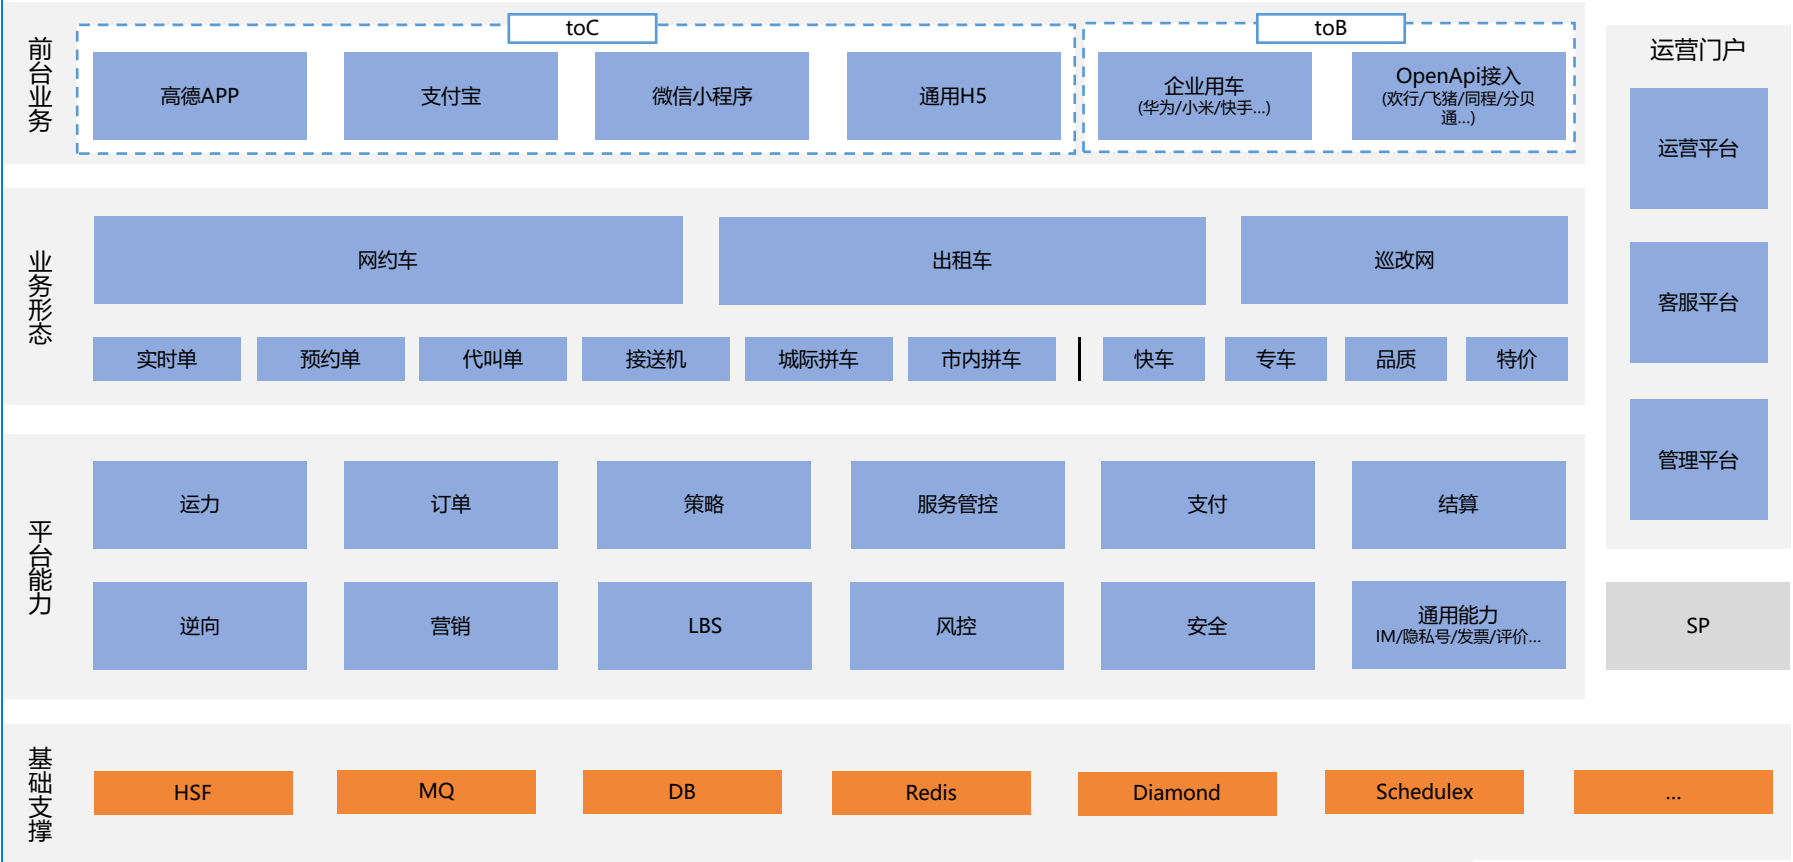 前台业务
toC
高德APP
支付宝
微信小程序
通用H5
toB
企业用车
(华为/小米/快手...)
OpenApi接入
(欢行/飞猪/同程/分贝
通...)
业务形态
网约车
出租车
巡改网
实时单
预约单
代叫单
接送机
城际拼车
市内拼车
快车
专车
品质
特价
平台能力
运力
订单
策略
服务管控
支付
结算
逆向
营销
LBS
风控
安全
通用能力
IM/隐私号/发票/评价...
基础支撑
HSF
MQ
DB
Redis
Diamond
Schedulex
...
运营门户
运营平台
客服平台
管理平台
SP